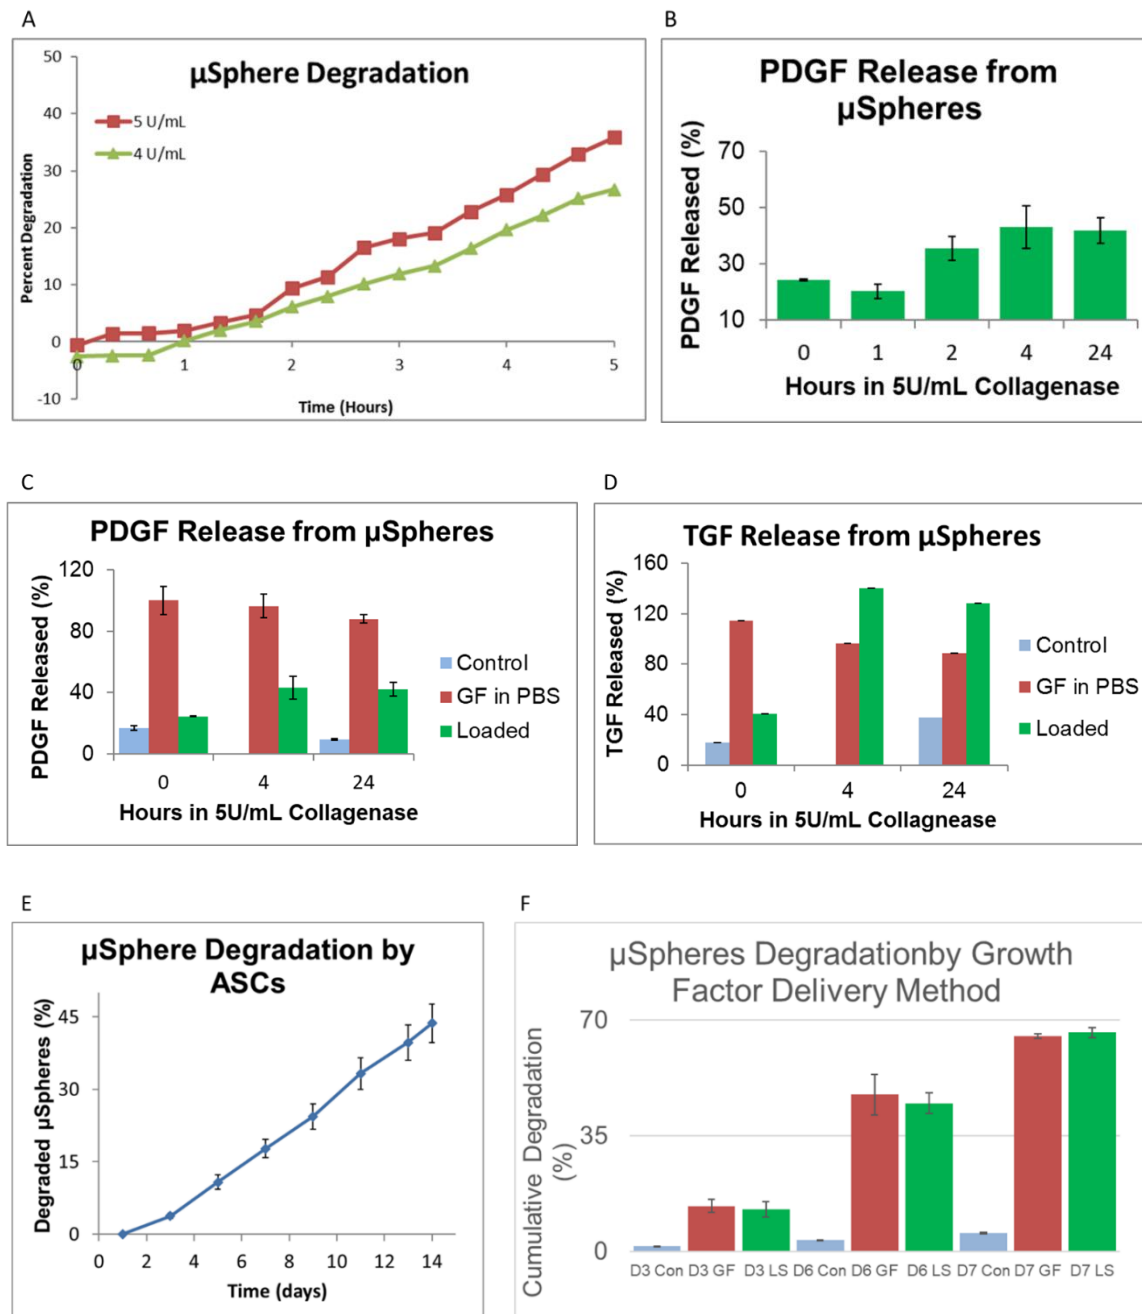 A
µSphere Degradation
50
40
30
20
10
0
-10
5 U/mL
4 U/mL
Percent Degradation
0 1 2 3 4 5
Time (Hours)
B
PDGF Release from
µSpheres
PDGF Released (%)
70
50
30
10
0 1 2 4 24
Hours in 5U/mL Collagenase
C
PDGF Release from µSpheres
PDGF Released (%)
120
80
40
0
0 4 24
Hours in 5U/mL Collagenase
Control
GF in PBS
Loaded
D
TGF Release from µSpheres
TGF Released (%)
160
120
80
40
0
0 4 24
Hours in 5U/mL Collagnease
Control
GF in PBS
Loaded
E
µSphere Degradation by
ASCs
Degraded µSpheres (%)
45
30
15
0
0 2 4 6 8 10 12 14
Time (days)
F
µSpheres Degradationby Growth
Factor Delivery Method
Cumulative Degradation
(%)
70
35
0
D3 Con D3 GF D3 LS D6 Con D6 GF D6 LS D7 Con D7 GF D7 LS